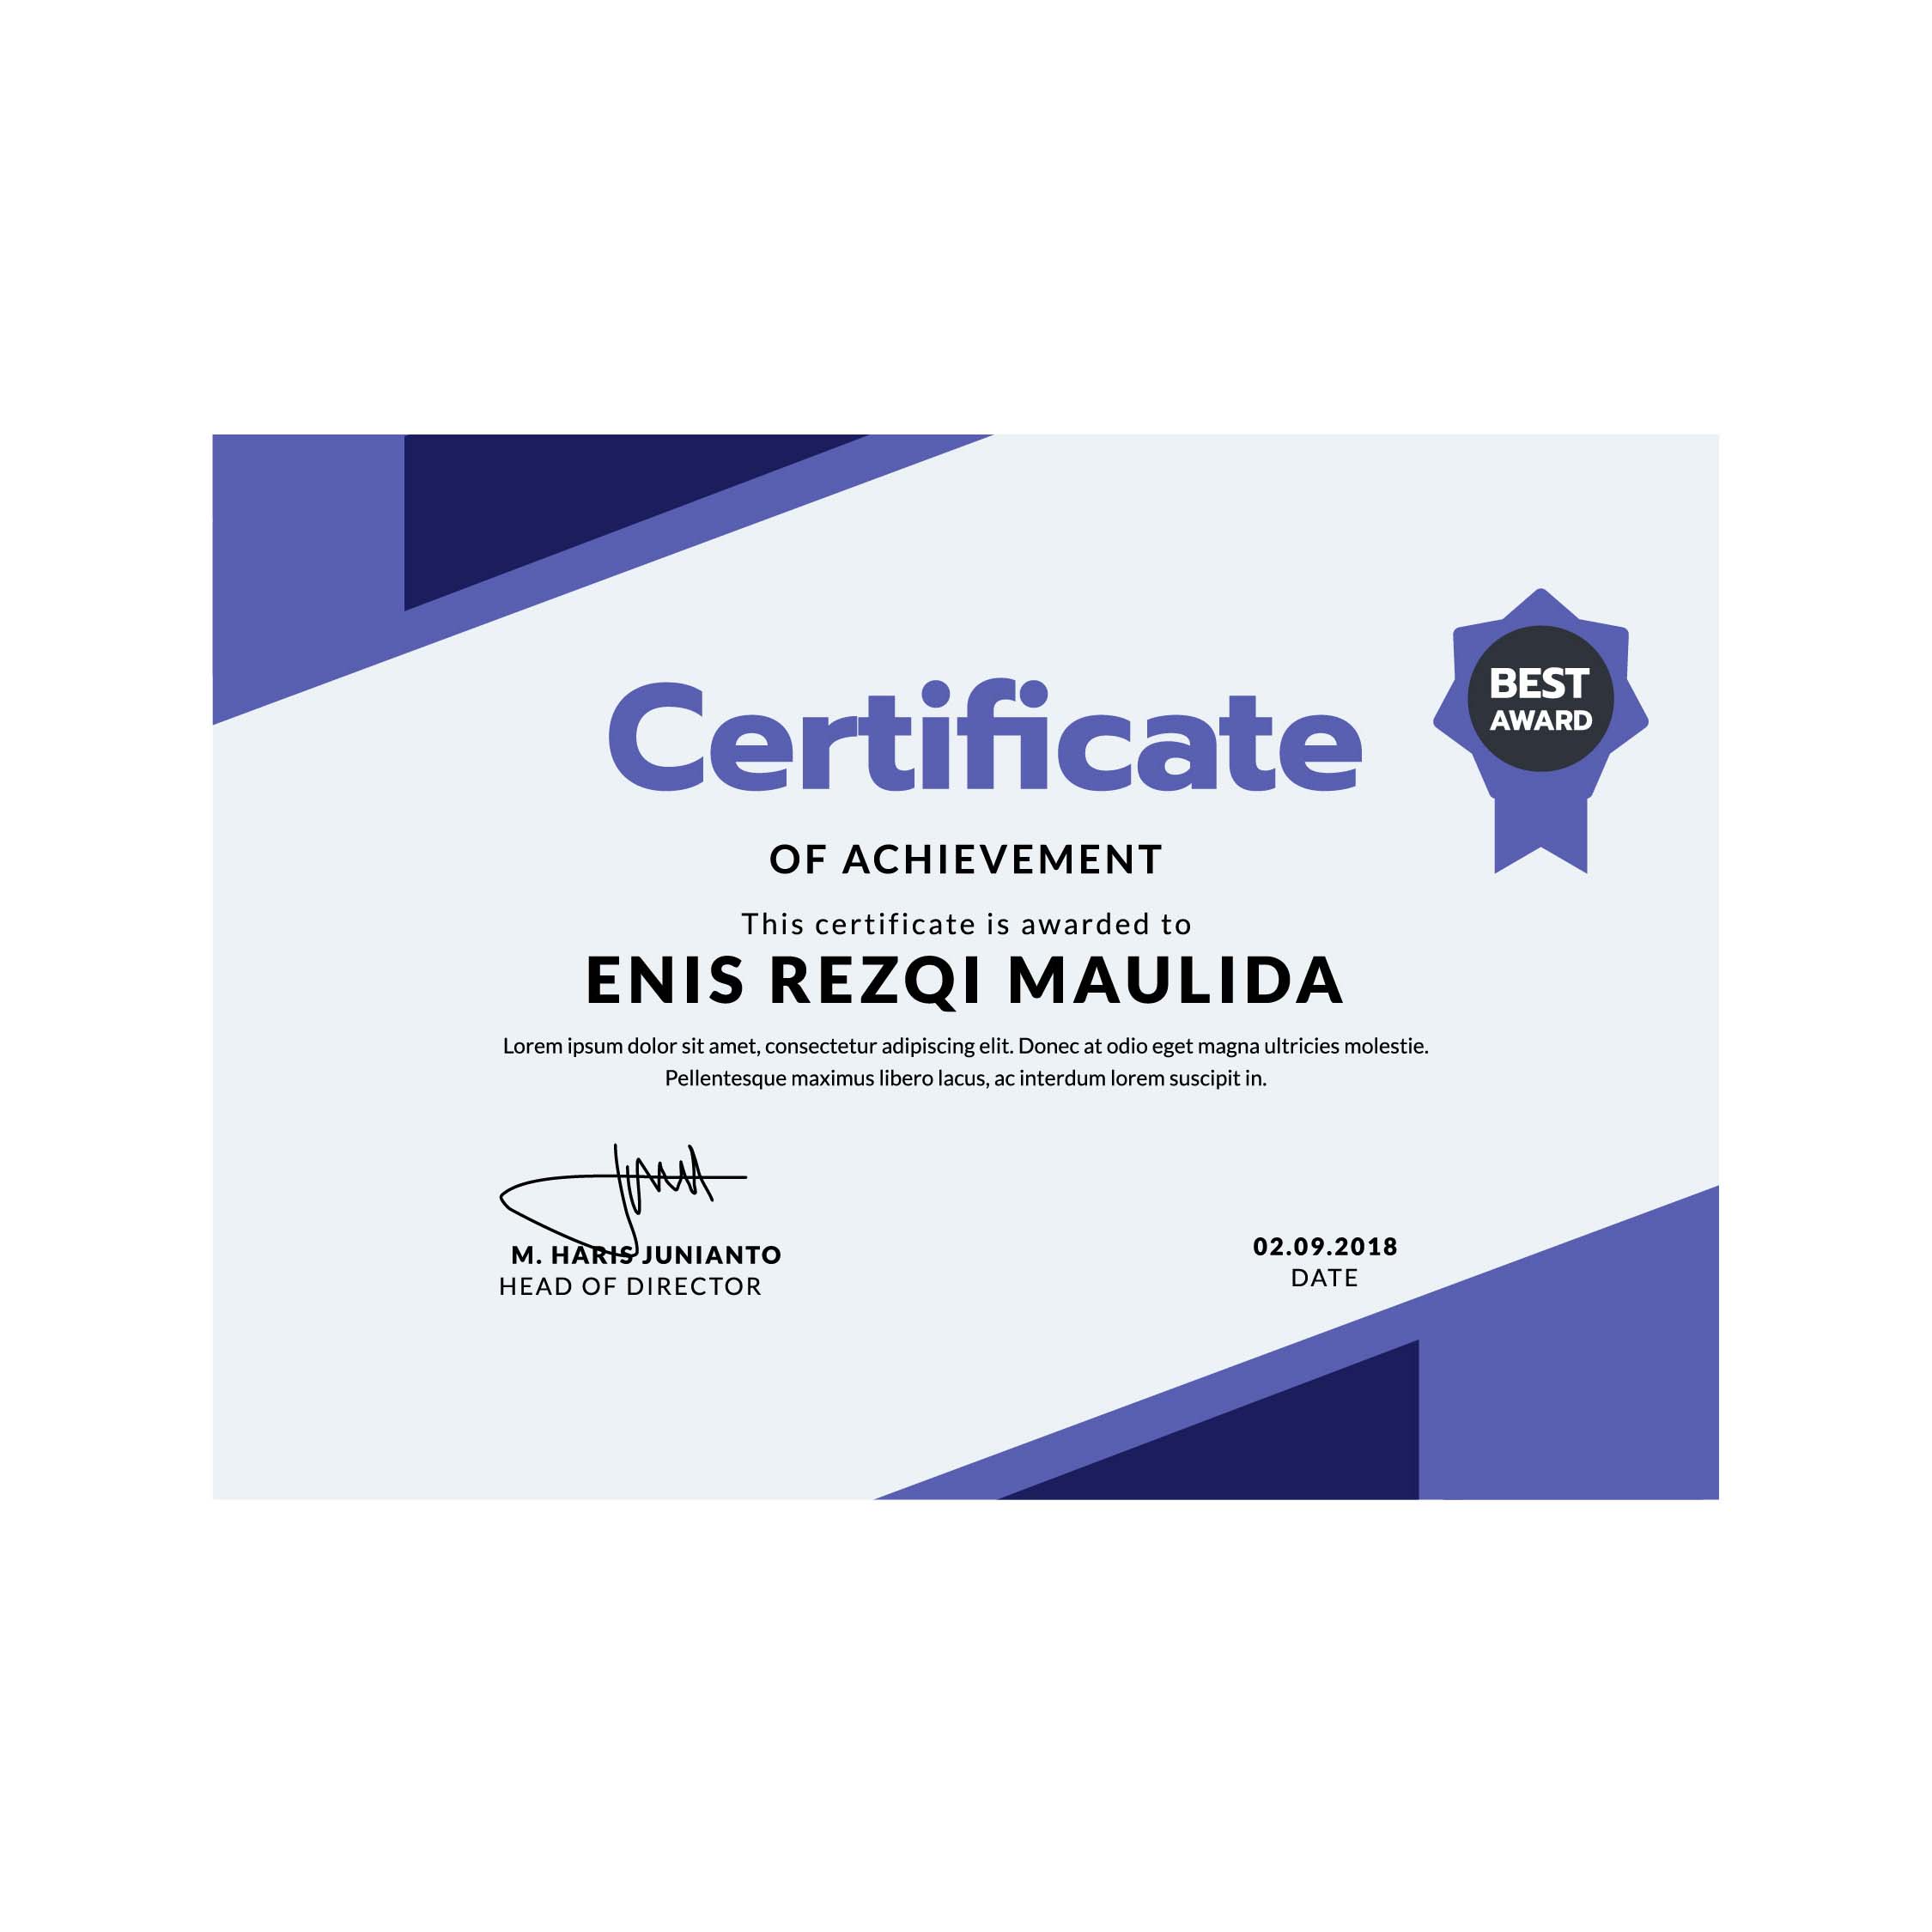 Certificate
BEST
AWARD
OF ACHIEVEMENT
This certificate is awarded to
ENIS REZQI MAULIDA
Lorem ipsum dolor sit amet, consectetur adipiscing elit. Donec at odio eget magna ultricies molestie.
Pellentesque maximus libero lacus, ac interdum lorem suscipit in.
M. HARIS JUNIANTO
HEAD OF DIRECTOR
02.09.2018
DATE